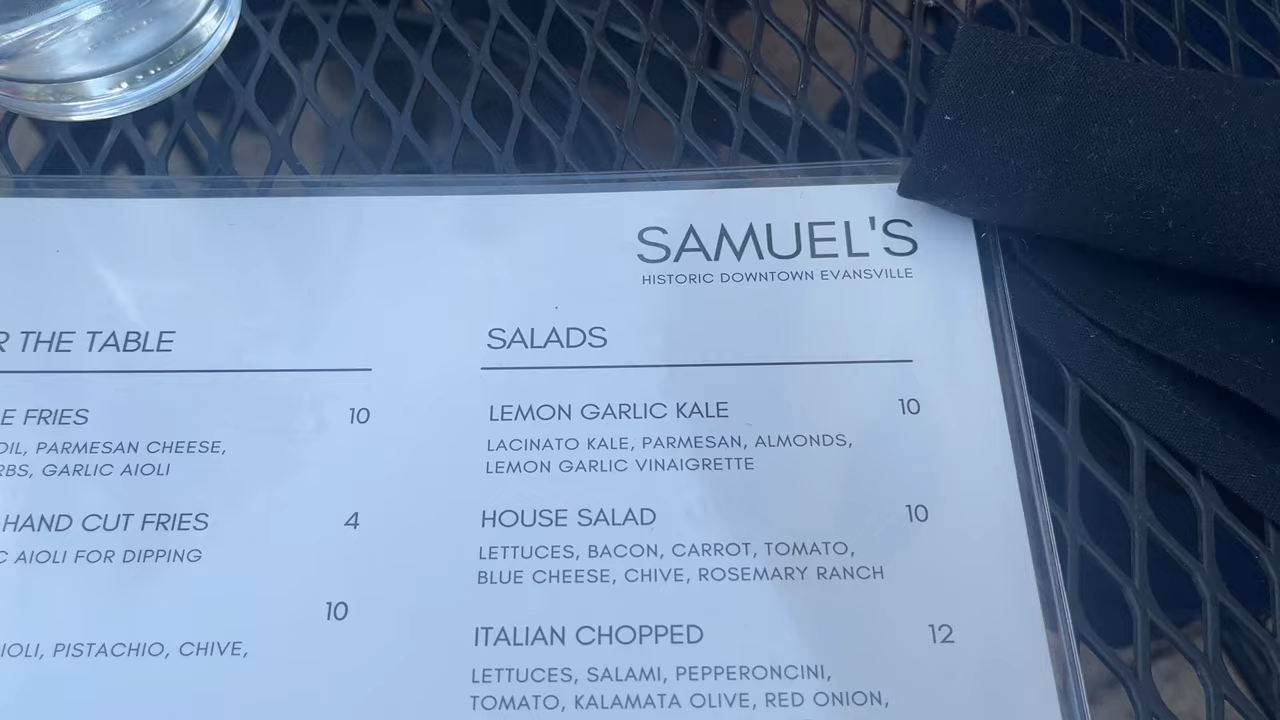 SAMUEL'S
HISTORIC DOWNTOWN EVANSVILLE
THE TABLE
FRIES 10
PARMESAN CHEESE,
GARLIC AIOLI
HAND CUT FRIES 4
AIOLI FOR DIPPING
10
PISTACHIO, CHIVE,
SALADS
LEMON GARLIC KALE 10
LACINATO KALE, PARMESAN, ALMONDS,
LEMON GARLIC VINAIGRETTE
HOUSE SALAD 10
LETTUCES, BACON, CARROT, TOMATO,
BLUE CHEESE, CHIVE, ROSEMARY RANCH
ITALIAN CHOPPED 12
LETTUCES, SALAMI, PEPPERONCINI,
TOMATO, KALAMATA OLIVE, RED ONION,